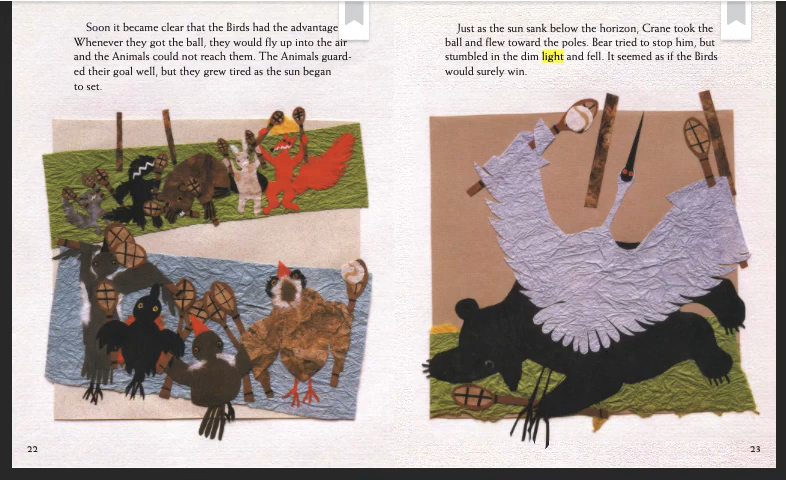 Soon it became clear that the Birds had the advantage
Whenever they got the ball, they would fly up into the air
and the Animals could not reach them. The Animals guard-
ed their goal well, but they grew tired as the sun began
to set.
22
Just as the sun sank below the horizon, Crane took the
ball and flew toward the poles. Bear tried to stop him, but
stumbled in the dim light and fell. It seemed as if the Birds
would surely win.
23